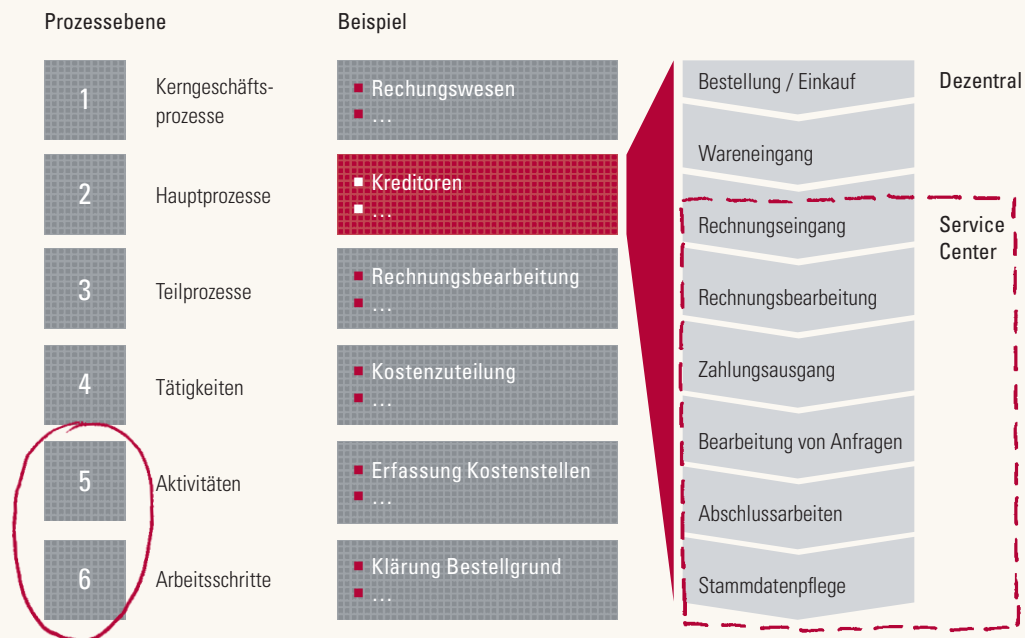 Prozessebene
Beispiel
1
Kerngeschäfts-
prozesse
■ Rechungswesen
■ ...
2
Hauptprozesse
■ Kreditoren
■ ...
3
Teilprozesse
■ Rechnungsbearbeitung
■ ...
4
Tätigkeiten
■ Kostenzuteilung
■ ...
5
Aktivitäten
■ Erfassung Kostenstellen
■ ...
6
Arbeitsschritte
■ Klärung Bestellgrund
■ ...
Bestellung / Einkauf
Dezentral
Wareneingang
Rechnungseingang
Service
Center
Rechnungsbearbeitung
Zahlungsausgang
Bearbeitung von Anfragen
Abschlussarbeiten
Stammdatenpflege